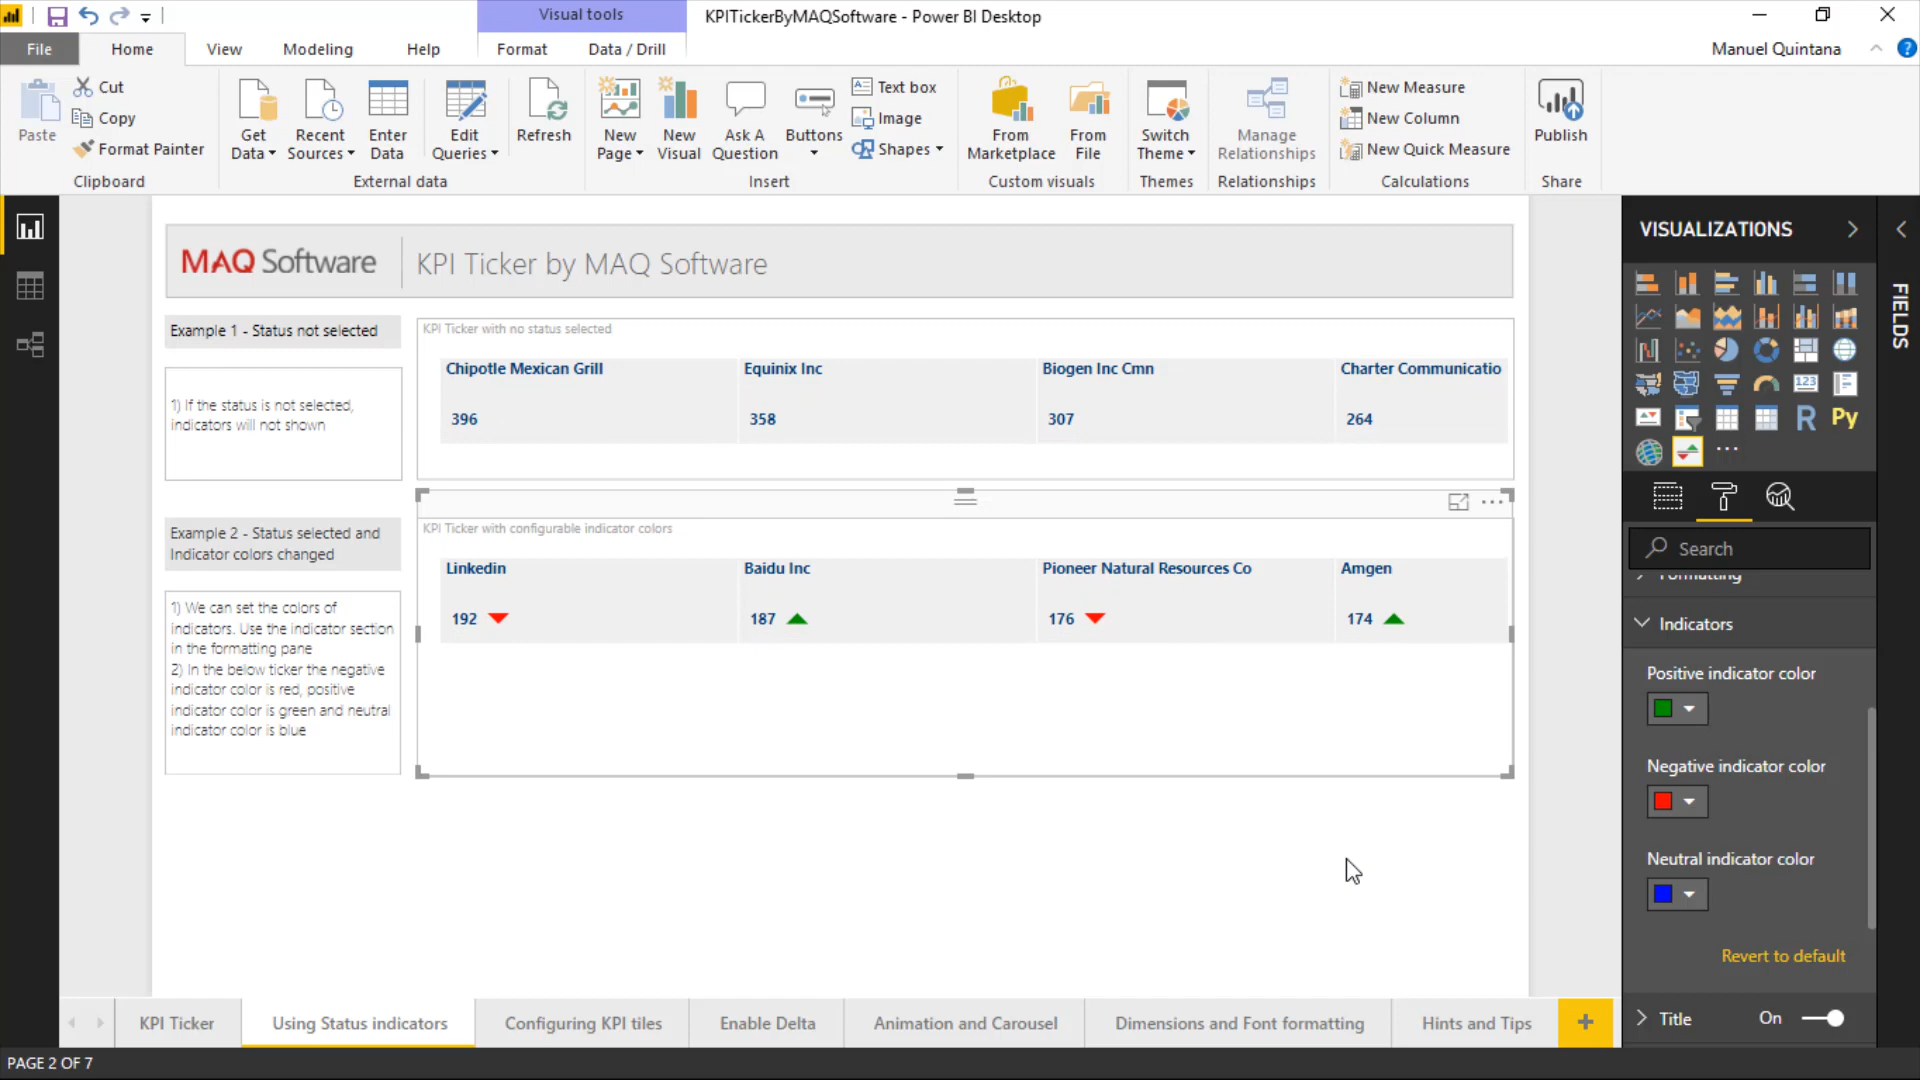 Visual tools
KPITickerByMAQSoftware - Power BI Desktop
File
Home
View
Modeling
Help
Format
Data / Drill
Manuel Quintana
?
Paste
Cut
Copy
Format Painter
Clipboard
Get Data
Recent Sources
Enter Data
Edit Queries
Refresh
External data
New Page
New Visual
Ask A Question
Buttons
Text box
Image
Shapes
Insert
From Marketplace
From File
Custom visuals
Switch Theme
Themes
Manage Relationships
Relationships
New Measure
New Column
New Quick Measure
Calculations
Publish
Share
MAQ Software
KPI Ticker by MAQ Software
Example 1 - Status not selected
1) If the status is not selected,
indicators will not shown
KPI Ticker with no status selected
Chipotle Mexican Grill
Equinix Inc
Biogen Inc Cmn
Charter Communicatio
396
358
307
264
Example 2 - Status selected and
Indicator colors changed
1) We can set the colors of
indicators. Use the indicator section
in the formatting pane
2) In the below ticker the negative
indicator color is red, positive
indicator color is green and neutral
indicator color is blue
KPI Ticker with configurable indicator colors
Linkedin
Baidu Inc
Pioneer Natural Resources Co
Amgen
192
187
176
174
VISUALIZATIONS
FIELDS
123
R
Py
Search
Formatting
Indicators
Positive indicator color
Negative indicator color
Neutral indicator color
Revert to default
Title
On
KPI Ticker
Using Status indicators
Configuring KPI tiles
Enable Delta
Animation and Carousel
Dimensions and Font formatting
Hints and Tips
+
PAGE 2 OF 7